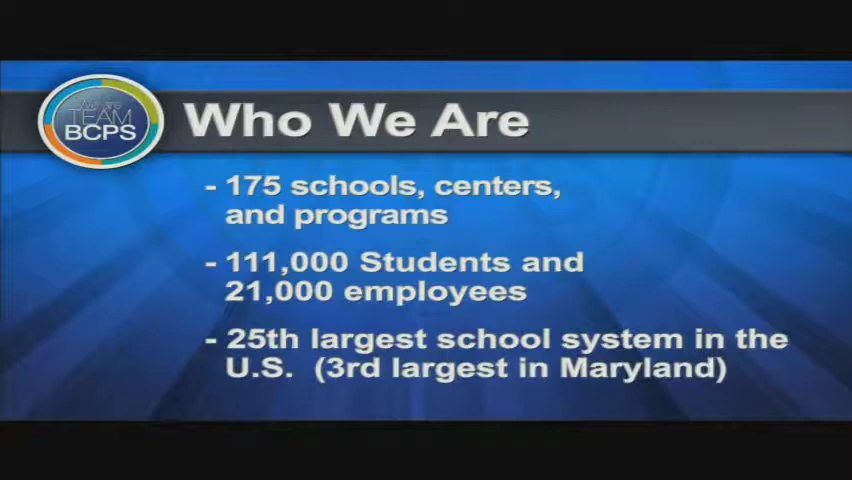 We are
TEAM
BCPS
Who We Are
- 175 schools, centers,
and programs
- 111,000 Students and
21,000 employees
- 25th largest school system in the
U.S. (3rd largest in Maryland)